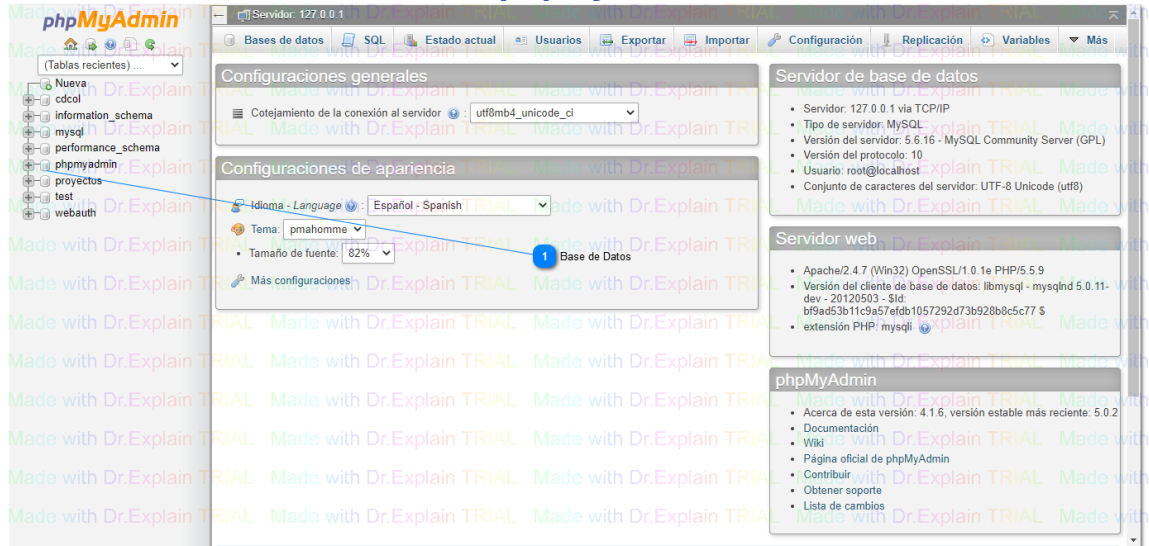 phpMyAdmin
(Tablas recientes) ...
Nueva
cdcol
information_schema
mysql
performance_schema
phpmyadmin
proyectos
test
webauth
Servidor: 127.0.0.1
Bases de datos SQL Estado actual Usuarios Exportar Importar Configuración Replicación Variables Más
Configuraciones generales
Cotejamiento de la conexión al servidor : utf8mb4_unicode_ci
Configuraciones de apariencia
Idioma - Language : Español - Spanish
Tema: pmahomme
Tamaño de fuente: 82%
Más configuraciones
1 Base de Datos
Servidor de base de datos
Servidor: 127.0.0.1 via TCP/IP
Tipo de servidor: MySQL
Versión del servidor: 5.6.16 - MySQL Community Server (GPL)
Versión del protocolo: 10
Usuario: root@localhost
Conjunto de caracteres del servidor: UTF-8 Unicode (utf8)
Servidor web
Apache/2.4.7 (Win32) OpenSSL/1.0.1e PHP/5.5.9
Versión del cliente de base de datos: libmysql - mysqlnd 5.0.11-
dev - 20120503 - $Id:
bf9ad53b11c9a57efdb1057292d73b928b8c5c77 $
extensión PHP: mysqli
phpMyAdmin
Acerca de esta versión: 4.1.6, versión estable más reciente: 5.0.2
Documentación
Wiki
Página oficial de phpMyAdmin
Contribuir
Obtener soporte
Lista de cambios
Made with Dr.Explain TRIAL